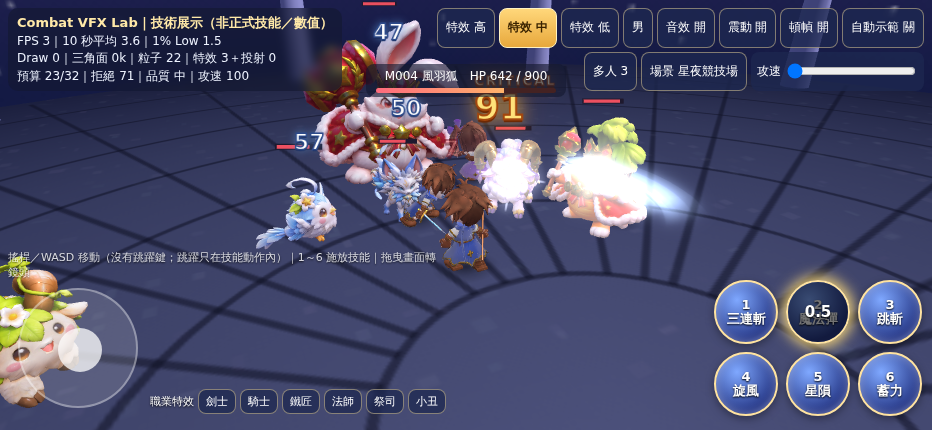 Combat VFX Lab｜技術展示（非正式技能／數值）
FPS 3｜10 秒平均 3.6｜1% Low 1.5
Draw 0｜三角面 0k｜粒子 22｜特效 3＋投射 0
預算 23/32｜拒絕 71｜品質 中｜攻速 100
特效 高
特效 中
特效 低
男
音效 開
震動 開
頓幀 開
自動示範 關
多人 3
場景 星夜競技場
攻速
47
M004 風羽狐 HP 642 / 900
CRITICAL
50
91
57
搖桿／WASD 移動（沒有跳躍鍵；跳躍只在技能動作內）｜1~6 施放技能｜拖曳畫面轉
鏡頭
1
三連斬
2
魔法彈
0.5
3
跳斬
4
旋風
5
星隕
6
蓄力
職業特效
劍士
騎士
鐵匠
法師
祭司
小丑